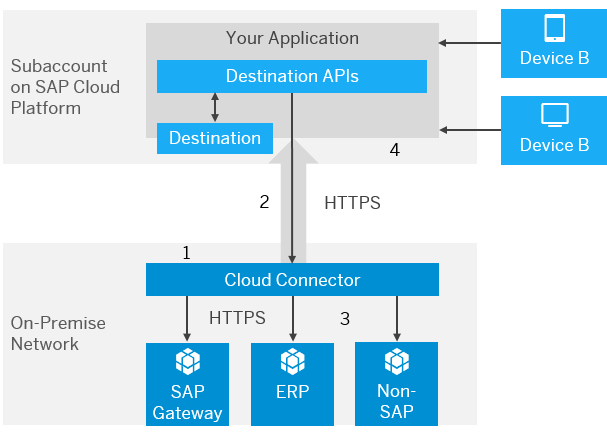 Your Application
Subaccount
on SAP Cloud
Platform
Destination APIs
Destination
4
Device B
Device B
2
HTTPS
1
Cloud Connector
On-Premise
Network
HTTPS
3
SAP
Gateway
ERP
Non-
SAP